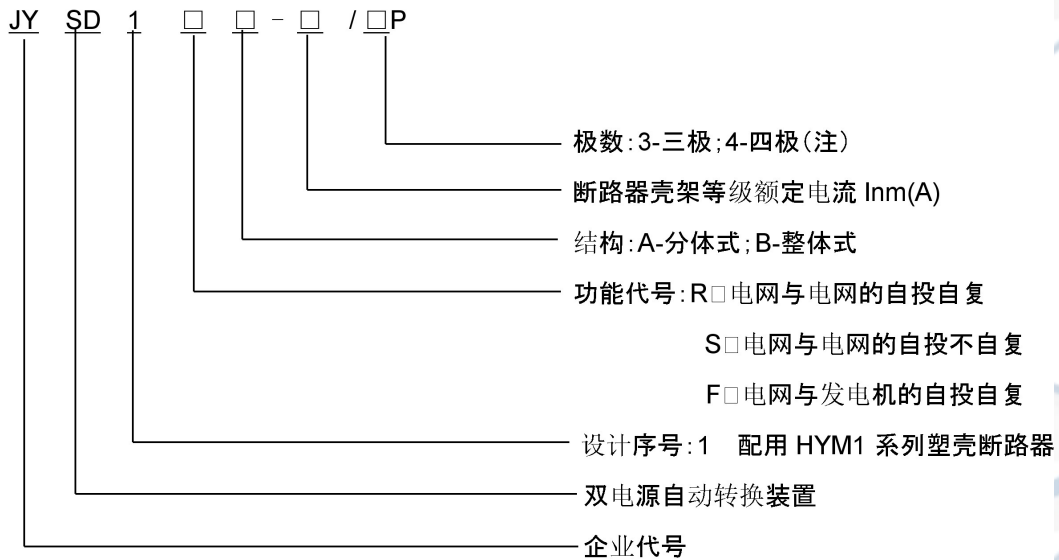 JY SD 1 □ □ - □ / □P
极数:3-三极;4-四极(注)
断路器壳架等级额定电流 Inm(A)
结构:A-分体式;B-整体式
功能代号:R□电网与电网的自投自复
S□电网与电网的自投不自复
F□电网与发电机的自投自复
设计序号:1 配用 HYM1 系列塑壳断路器
双电源自动转换装置
企业代号